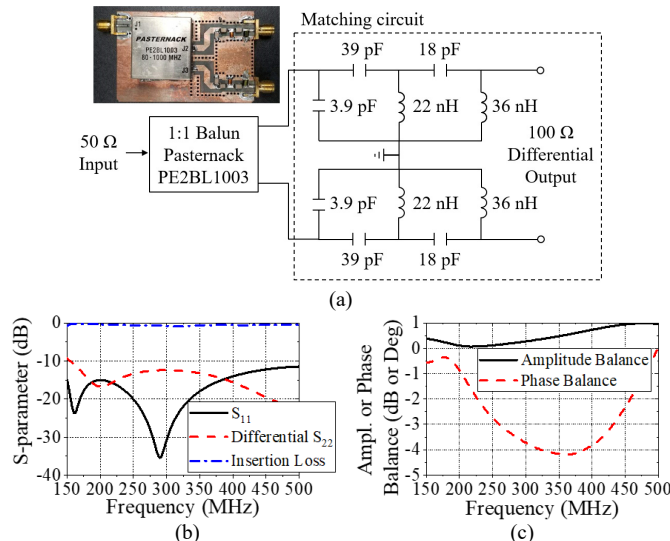 J1
PASTERNACK
PE2BL1003
80-1000 MHZ
J2
J3
Matching circuit
39 pF
18 pF
3.9 pF
22 nH
36 nH
50 Ω
Input
1:1 Balun
Pasternack
PE2BL1003
100 Ω
Differential
Output
3.9 pF
22 nH
36 nH
39 pF
18 pF
(a)
S-parameter (dB)
0
-10
-20
-30
-40
S11
Differential S22
Insertion Loss
150 200 250 300 350 400 450 500
Frequency (MHz)
(b)
Ampl. or Phase
Balance (dB or Deg)
1
0
-1
-2
-3
-4
-5
Amplitude Balance
Phase Balance
150 200 250 300 350 400 450 500
Frequency (MHz)
(c)